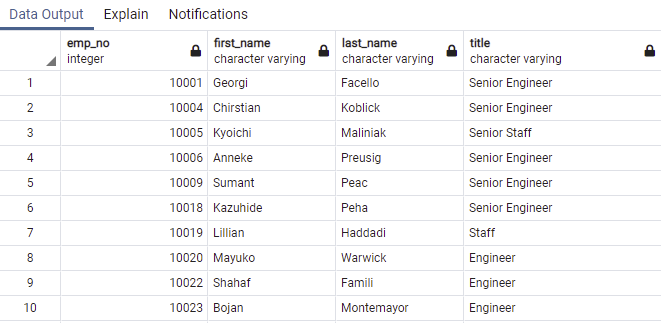 Data Output Explain Notifications
emp_no first_name last_name title
integer character varying character varying character varying
1 10001 Georgi Facello Senior Engineer
2 10004 Chirstian Koblick Senior Engineer
3 10005 Kyoichi Maliniak Senior Staff
4 10006 Anneke Preusig Senior Engineer
5 10009 Sumant Peac Senior Engineer
6 10018 Kazuhide Peha Senior Engineer
7 10019 Lillian Haddadi Staff
8 10020 Mayuko Warwick Engineer
9 10022 Shahaf Famili Engineer
10 10023 Bojan Montemayor Engineer